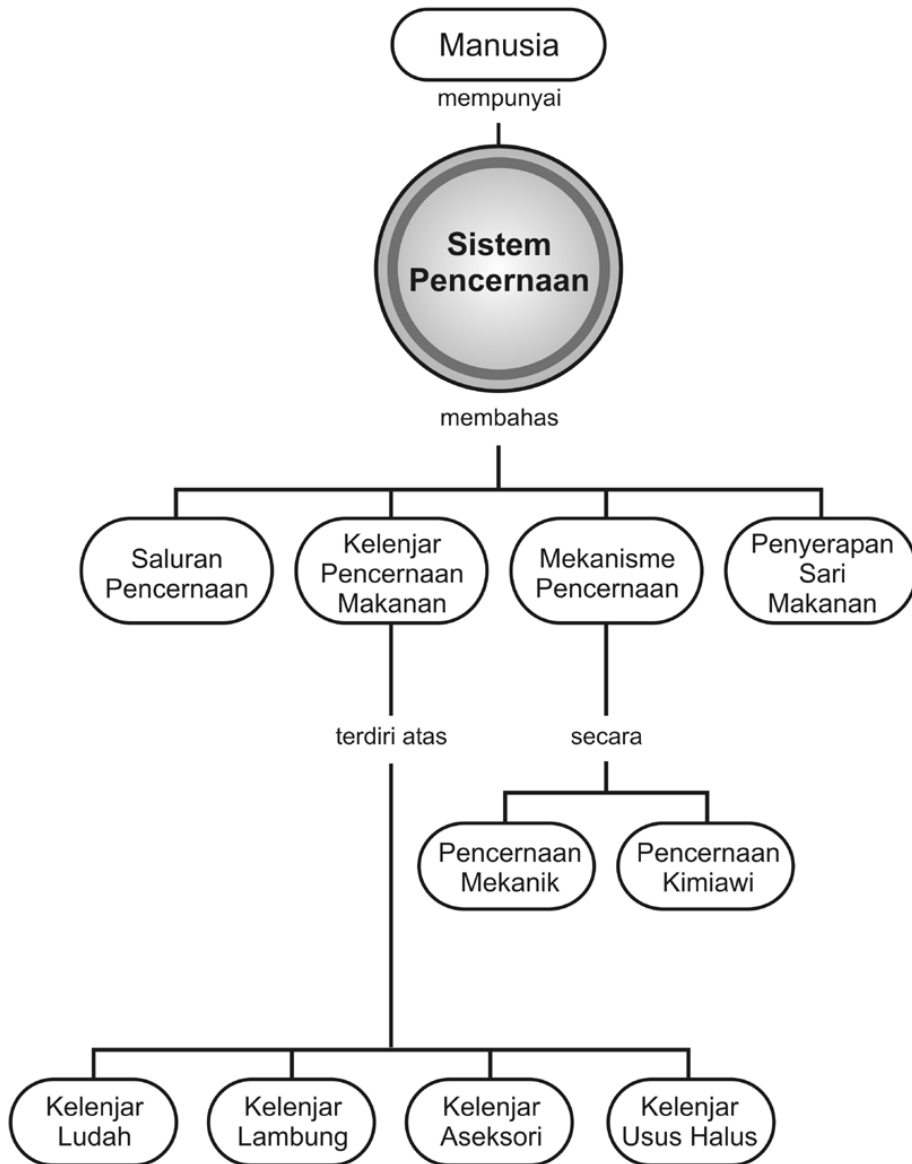 Manusia
mempunyai
Sistem
Pencernaan
membahas
Saluran
Pencernaan
Kelenjar
Pencernaan
Makanan
Mekanisme
Pencernaan
Penyerapan
Sari
Makanan
terdiri atas
secara
Pencernaan
Mekanik
Pencernaan
Kimiawi
Kelenjar
Ludah
Kelenjar
Lambung
Kelenjar
Aseksori
Kelenjar
Usus Halus